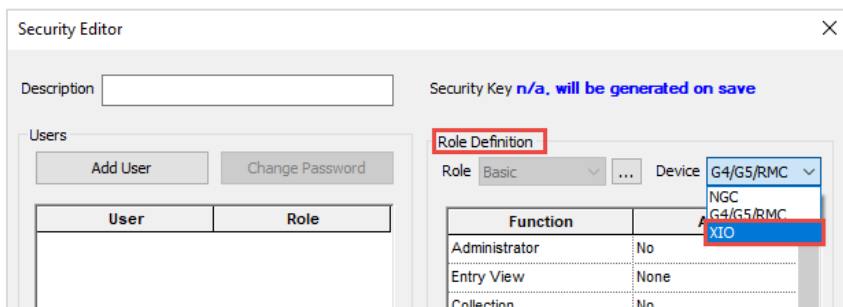 Security Editor
Description
Security Key n/a, will be generated on save
Users
Add User
Change Password
User
Role
Role Definition
Role Basic ... Device G4/G5/RMC
NGC
G4/G5/RMC
XIO
Function
A
Administrator No
Entry View None
Collection No